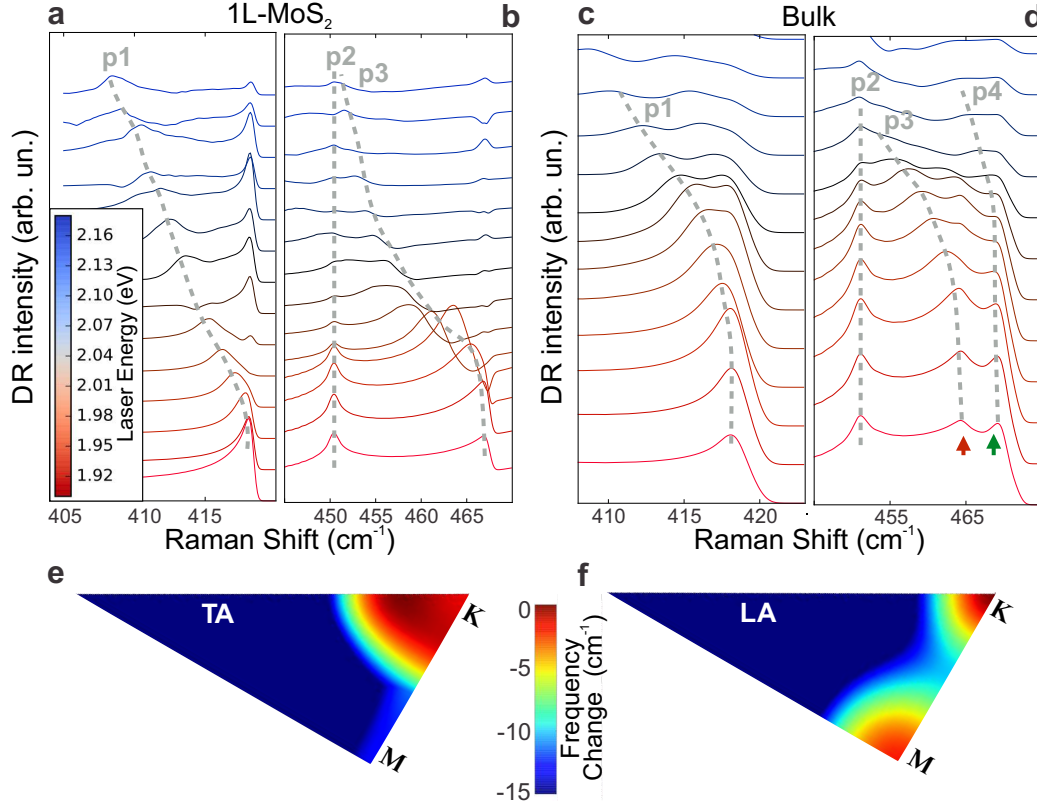 a 1L-MoS₂ b c Bulk d
p1
p2
p3
p1
p2
p3
p4
DR intensity (arb. un.)
2.16
2.13
2.10
2.07
2.04
2.01
1.98
1.95
1.92
Laser Energy (eV)
DR intensity (arb. un.)
405 410 415
450 455 460 465
410 415 420
455 465
Raman Shift (cm⁻¹)
Raman Shift (cm⁻¹)
e
TA
K
M
0
-5
-10
-15
Frequency
Change (cm⁻¹)
f
LA
K
M